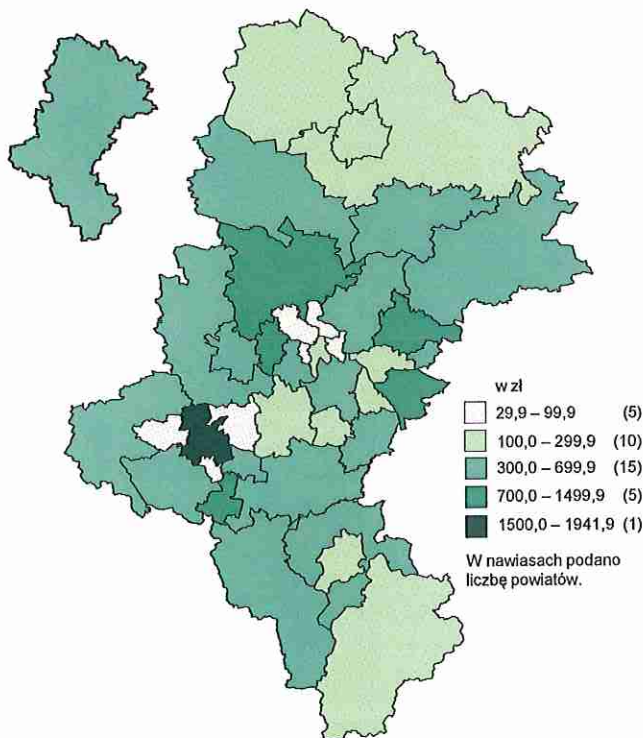 w zł
29,9 – 99,9 (5)
100,0 – 299,9 (10)
300,0 – 699,9 (15)
700,0 – 1499,9 (5)
1500,0 – 1941,9 (1)
W nawiasach podano
liczbę powiatów.